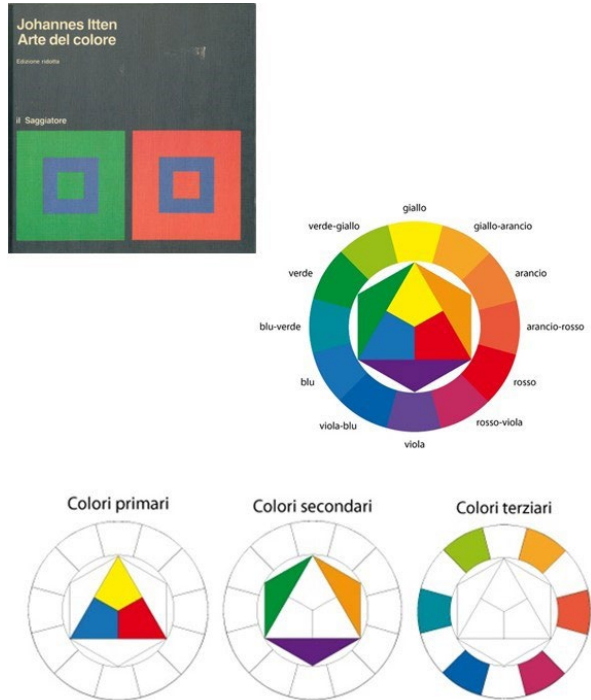 Johannes Itten
Arte del colore
Edizione ridotta
il Saggiatore
giallo
verde-giallo
giallo-arancio
verde
arancio
blu-verde
arancio-rosso
blu
rosso
viola-blu
rosso-viola
viola
Colori primari
Colori secondari
Colori terziari